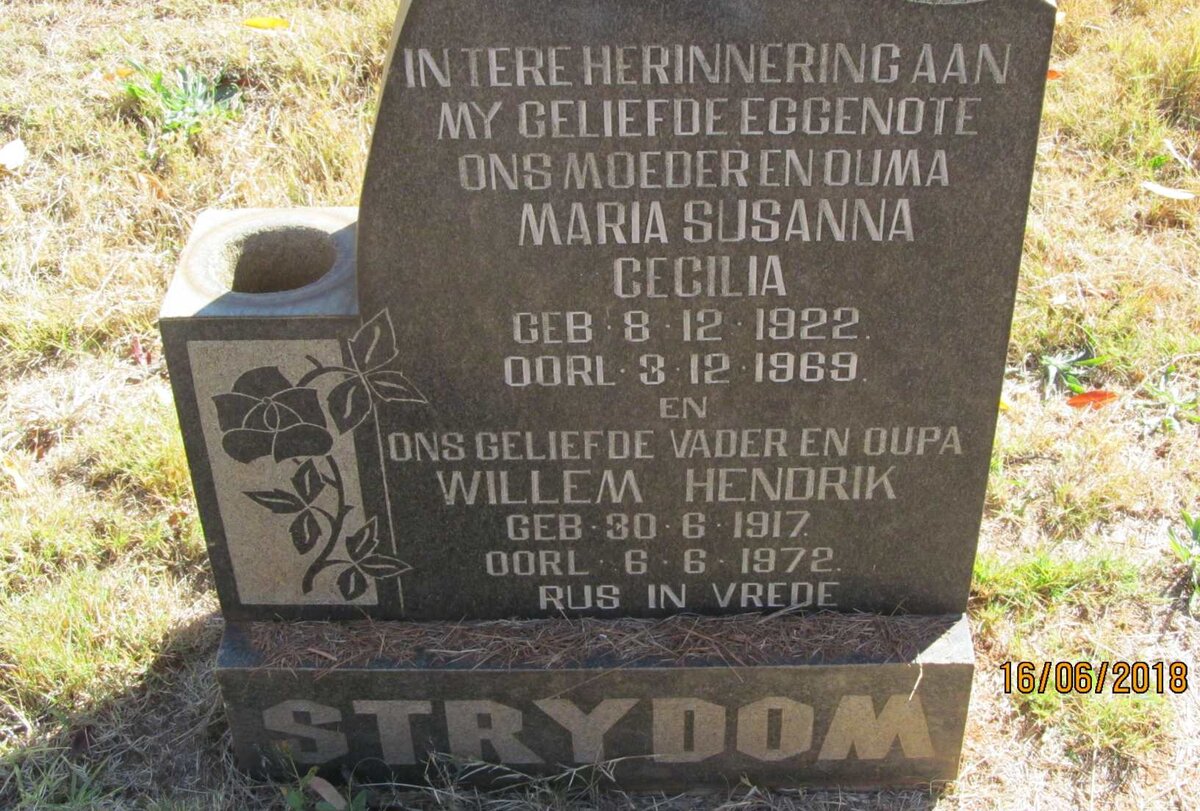 IN TERE HERINNERING AAN
MY GELIEFDE EGGENOTE
ONS MOEDER EN OUMA
MARIA SUSANNA
CECILIA
GEB·8·12·1922.
OORL·3·12·1969.
EN
ONS GELIEFDE VADER EN OUPA
WILLEM HENDRIK
GEB·30·6·1917.
OORL·6·6·1972.
RUS IN VREDE
STRYDOM
16/06/2018